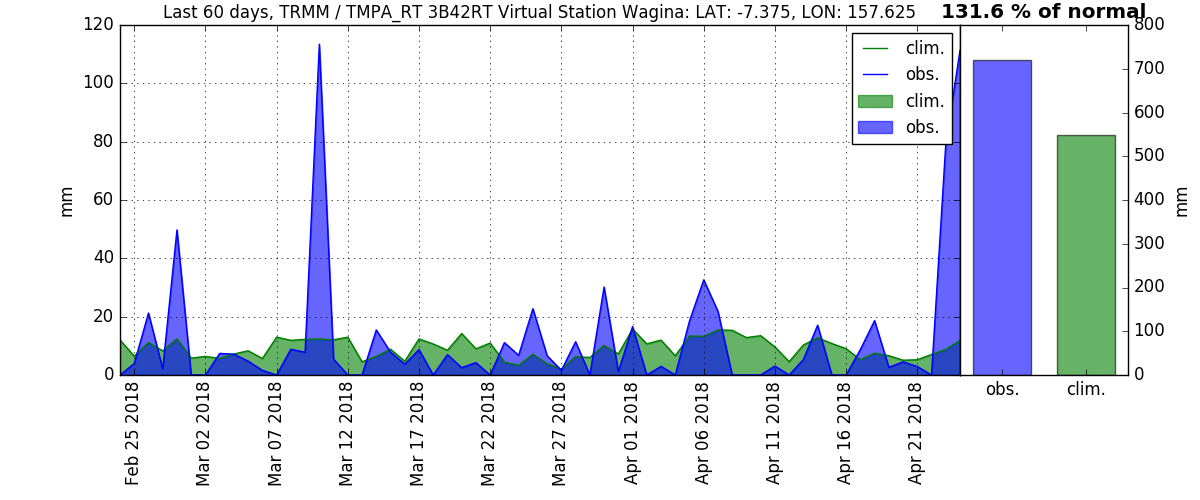 Last 60 days, TRMM / TMPA_RT 3B42RT Virtual Station Wagina: LAT: -7.375, LON: 157.625
131.6 % of normal
120
100
80
60
40
20
0
mm
clim.
obs.
clim.
obs.
800
700
600
500
400
300
200
100
0
mm
obs.
clim.
Feb 25 2018
Mar 02 2018
Mar 07 2018
Mar 12 2018
Mar 17 2018
Mar 22 2018
Mar 27 2018
Apr 01 2018
Apr 06 2018
Apr 11 2018
Apr 16 2018
Apr 21 2018